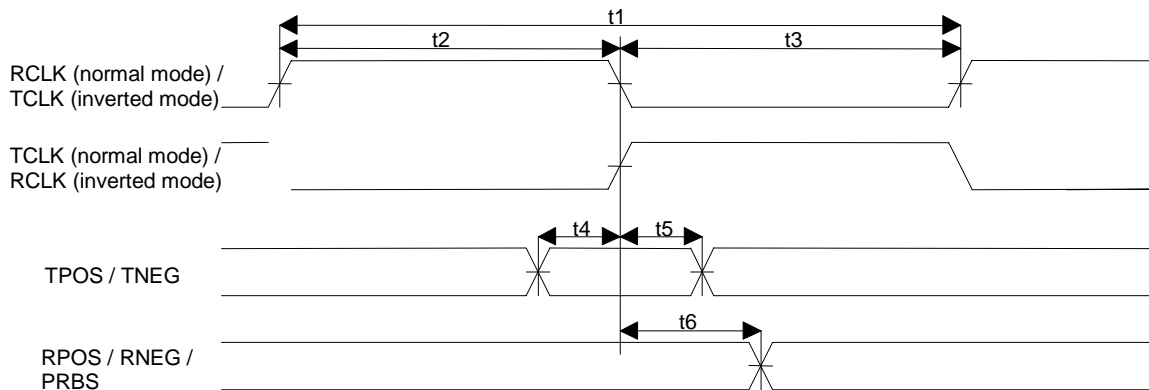 t1
t2
t3
RCLK (normal mode) /
TCLK (inverted mode)
TCLK (normal mode) /
RCLK (inverted mode)
t4
t5
TPOS / TNEG
t6
RPOS / RNEG /
PRBS